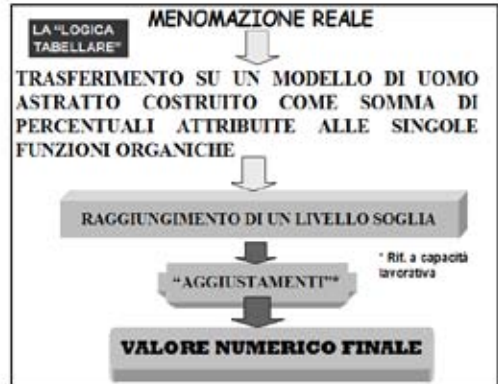 LA "LOGICA
TABELLARE"
MENOMAZIONE REALE
TRASFERIMENTO SU UN MODELLO DI UOMO
ASTRATTO COSTRUITO COME SOMMA DI
PERCENTUALI ATTRIBUITE ALLE SINGOLE
FUNZIONI ORGANICHE
RAGGIUNGIMENTO DI UN LIVELLO SOGLIA
* Rif. a capacità
lavorativa
"AGGIUSTAMENTI"*
VALORE NUMERICO FINALE